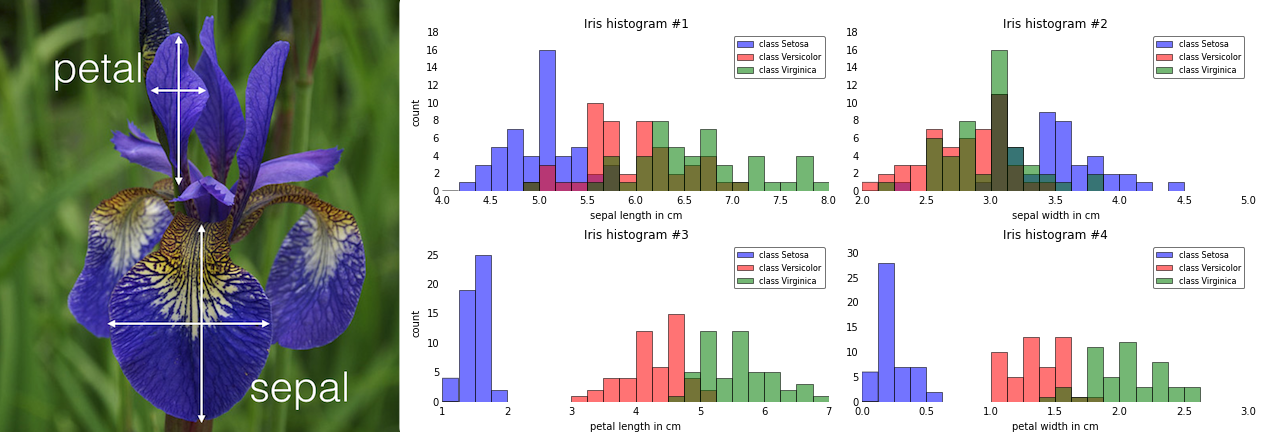 petal
sepal
Iris histogram #1
18
16
14
12
10
8
6
4
2
0
count
class Setosa
class Versicolor
class Virginica
4.0 4.5 5.0 5.5 6.0 6.5 7.0 7.5 8.0
sepal length in cm
Iris histogram #2
18
16
14
12
10
8
6
4
2
0
class Setosa
class Versicolor
class Virginica
2.0 2.5 3.0 3.5 4.0 4.5 5.0
sepal width in cm
Iris histogram #3
25
20
15
10
5
0
count
class Setosa
class Versicolor
class Virginica
1 2 3 4 5 6 7
petal length in cm
Iris histogram #4
30
25
20
15
10
5
0
class Setosa
class Versicolor
class Virginica
0.0 0.5 1.0 1.5 2.0 2.5 3.0
petal width in cm